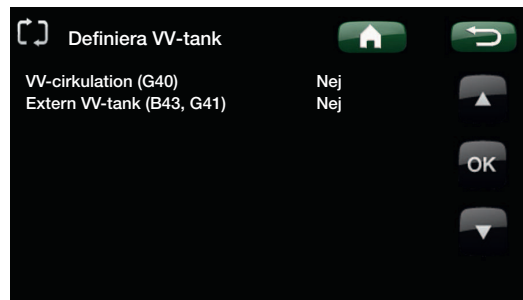 Definiera VV-tank
VV-cirkulation (G40) Nej
Extern VV-tank (B43, G41) Nej
OK